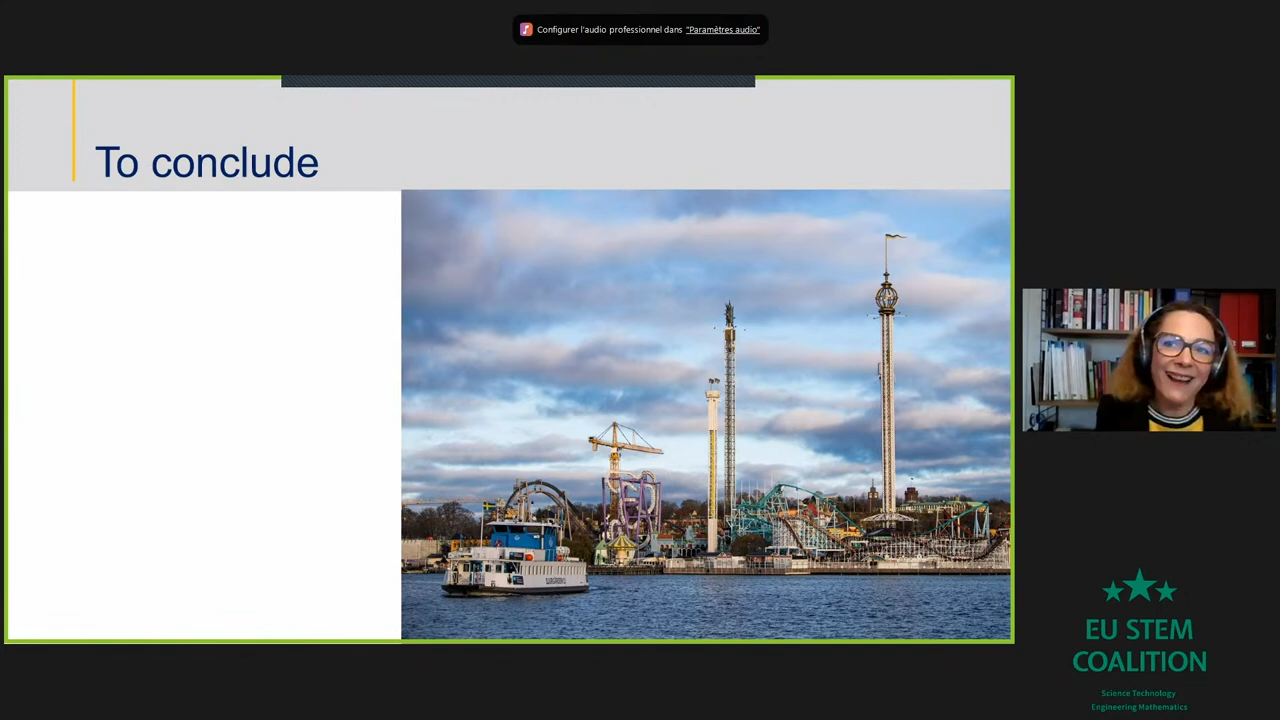 Configurer l'audio professionnel dans "Paramètres audio"
To conclude
EU STEM
COALITION
Science Technology
Engineering Mathematics